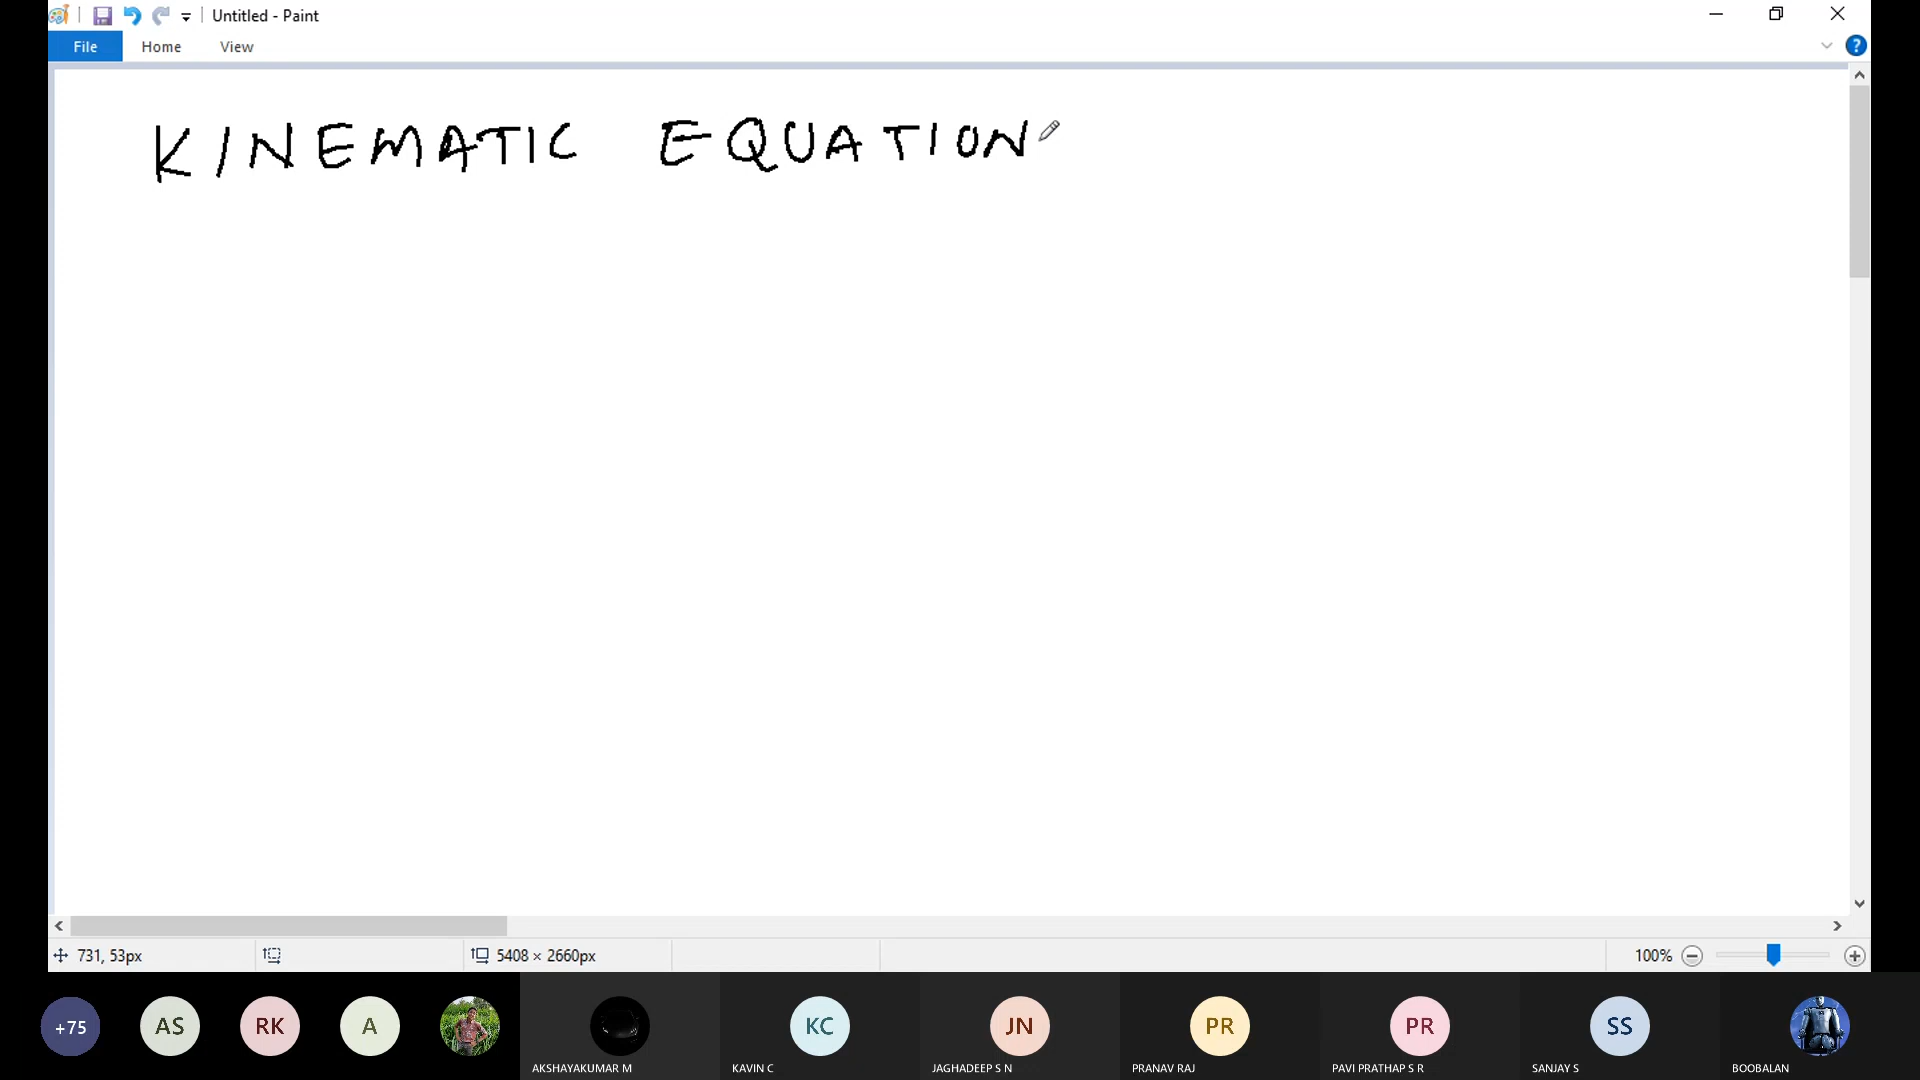 Untitled - Paint
File Home View
KINEMATIC EQUATION
731, 53px 5408 × 2660px 100%
+75 AS RK A KC JN PR PR SS
AKSHAYAKUMAR M KAVIN C JAGHADEEP S N PRANAV RAJ PAVI PRATHAP S R SANJAY S BOOBALAN